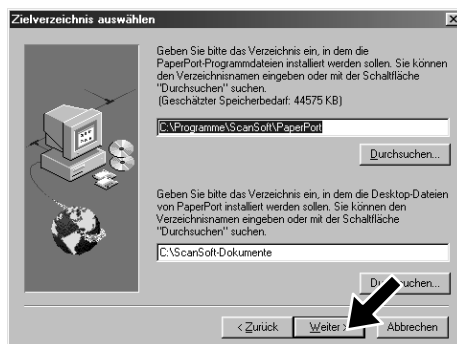 Zielverzeichnis auswählen
Geben Sie bitte das Verzeichnis ein, in dem die
PaperPort-Programmdateien installiert werden sollen. Sie können
den Verzeichnisnamen eingeben oder mit der Schaltfläche
"Durchsuchen" suchen.
(Geschätzter Speicherbedarf: 44575 KB)
C:\Programme\ScanSoft\PaperPort
Durchsuchen...
Geben Sie bitte das Verzeichnis ein, in dem die Desktop-Dateien
von PaperPort installiert werden sollen. Sie können den
Verzeichnisnamen eingeben oder mit der Schaltfläche
"Durchsuchen" suchen.
C:\ScanSoft-Dokumente
< Zurück
Weiter >
Abbrechen